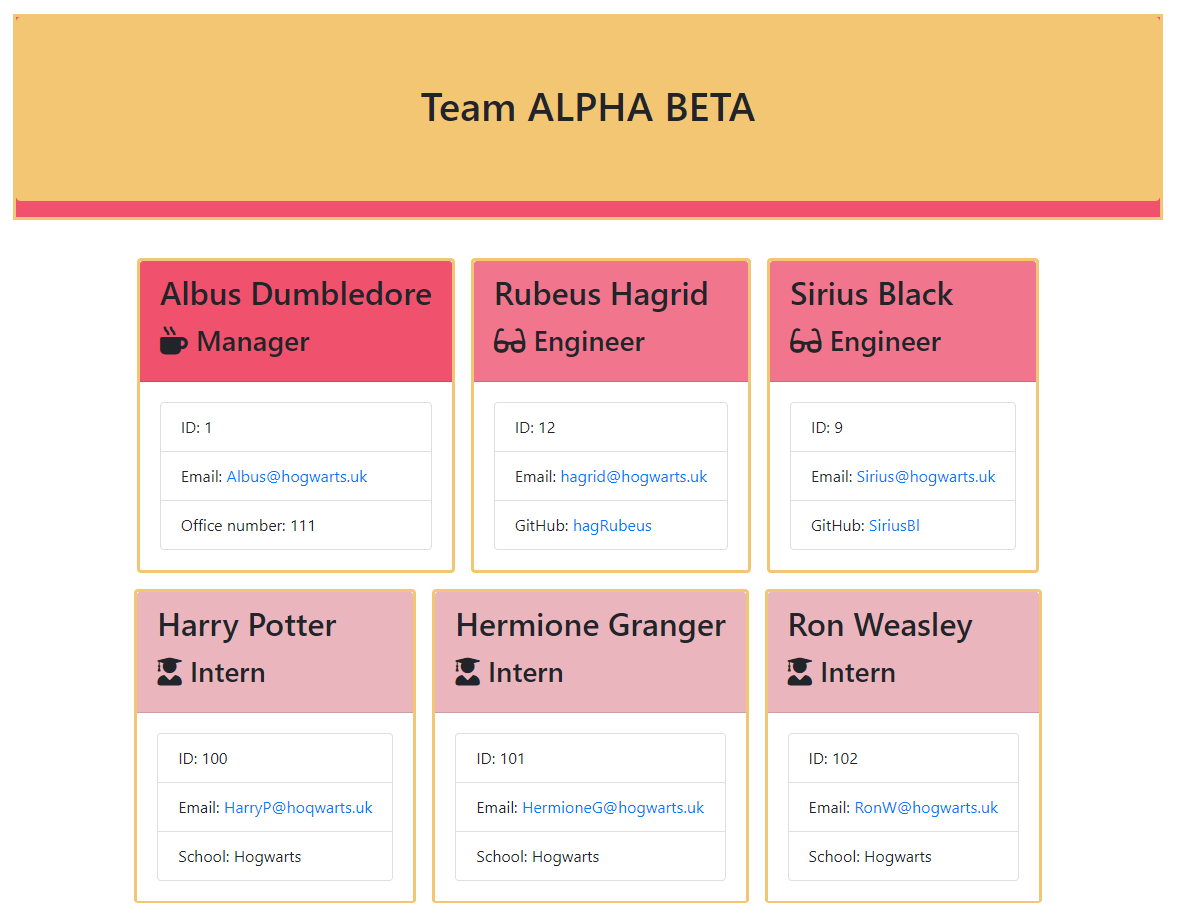 Team ALPHA BETA
Albus Dumbledore
Manager
ID: 1
Email: Albus@hogwarts.uk
Office number: 111
Rubeus Hagrid
Engineer
ID: 12
Email: hagrid@hogwarts.uk
GitHub: hagRubeus
Sirius Black
Engineer
ID: 9
Email: Sirius@hogwarts.uk
GitHub: SiriusBl
Harry Potter
Intern
ID: 100
Email: HarryP@hoqwarts.uk
School: Hogwarts
Hermione Granger
Intern
ID: 101
Email: HermioneG@hogwarts.uk
School: Hogwarts
Ron Weasley
Intern
ID: 102
Email: RonW@hogwarts.uk
School: Hogwarts